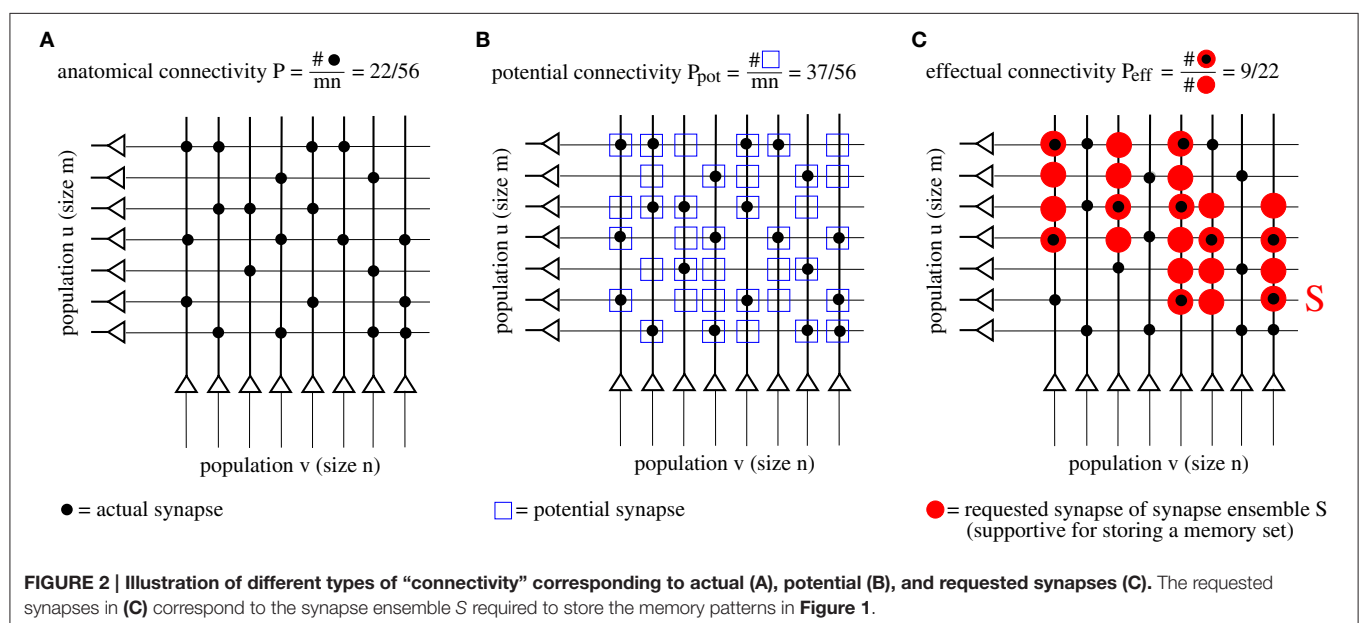 A
anatomical connectivity P = #● / mn = 22/56
population u (size m)
population v (size n)
● = actual synapse
B
potential connectivity Ppot = #□ / mn = 37/56
population u (size m)
population v (size n)
□ = potential synapse
C
effectual connectivity Peff = #● / #● = 9/22
population u (size m)
S
population v (size n)
● = requested synapse of synapse ensemble S
(supportive for storing a memory set)
FIGURE 2 | Illustration of different types of “connectivity” corresponding to actual (A), potential (B), and requested synapses (C). The requested
synapses in (C) correspond to the synapse ensemble S required to store the memory patterns in Figure 1.